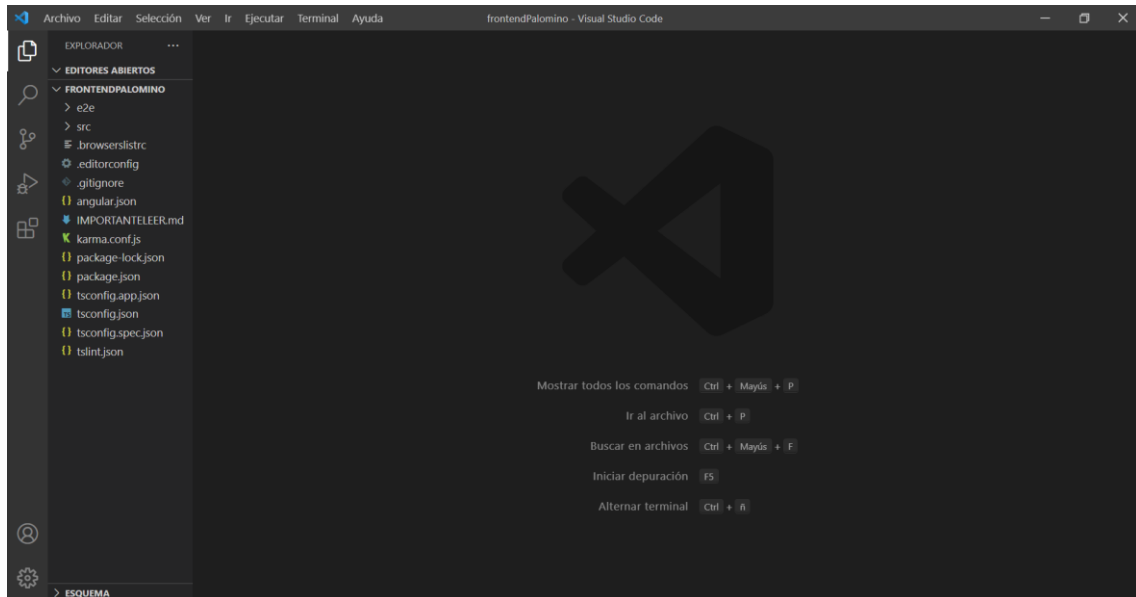 Archivo Editar Selección Ver Ir Ejecutar Terminal Ayuda frontendPalomino - Visual Studio Code
EXPLORADOR ...
EDITORES ABIERTOS
FRONTENDPALOMINO
e2e
src
.browserslistrc
.editorconfig
.gitignore
angular.json
IMPORTANTELEER.md
karma.conf.js
package-lock.json
package.json
tsconfig.app.json
tsconfig.json
tsconfig.spec.json
tslint.json
Mostrar todos los comandos Ctrl + Mayús + P
Ir al archivo Ctrl + P
Buscar en archivos Ctrl + Mayús + F
Iniciar depuración F5
Alternar terminal Ctrl + ñ
ESQUEMA